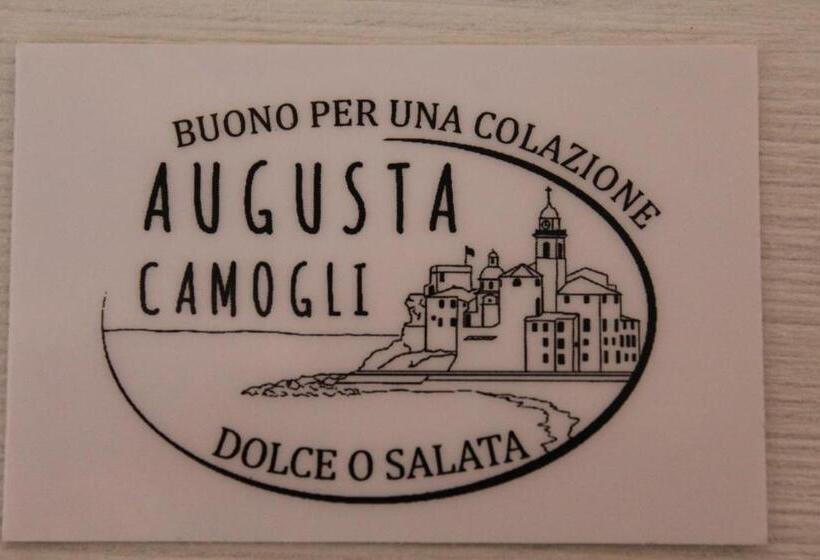 BUONO PER UNA COLAZIONE
AUGUSTA
CAMOGLI
DOLCE O SALATA